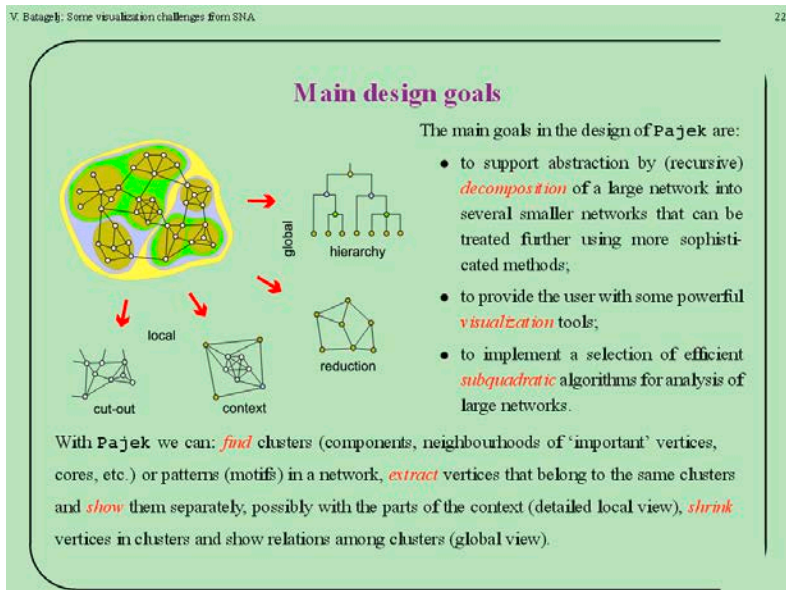 V. Batagelj: Some visualization challenges from SNA
22
Main design goals
The main goals in the design of Pajek are:
● to support abstraction by (recursive)
decomposition of a large network into
several smaller networks that can be
treated further using more sophisti-
cated methods;
● to provide the user with some powerful
visualization tools;
● to implement a selection of efficient
subquadratic algorithms for analysis of
large networks.
global
hierarchy
local
reduction
cut-out
context
With Pajek we can: find clusters (components, neighbourhoods of ‘important’ vertices,
cores, etc.) or patterns (motifs) in a network, extract vertices that belong to the same clusters
and show them separately, possibly with the parts of the context (detailed local view), shrink
vertices in clusters and show relations among clusters (global view).